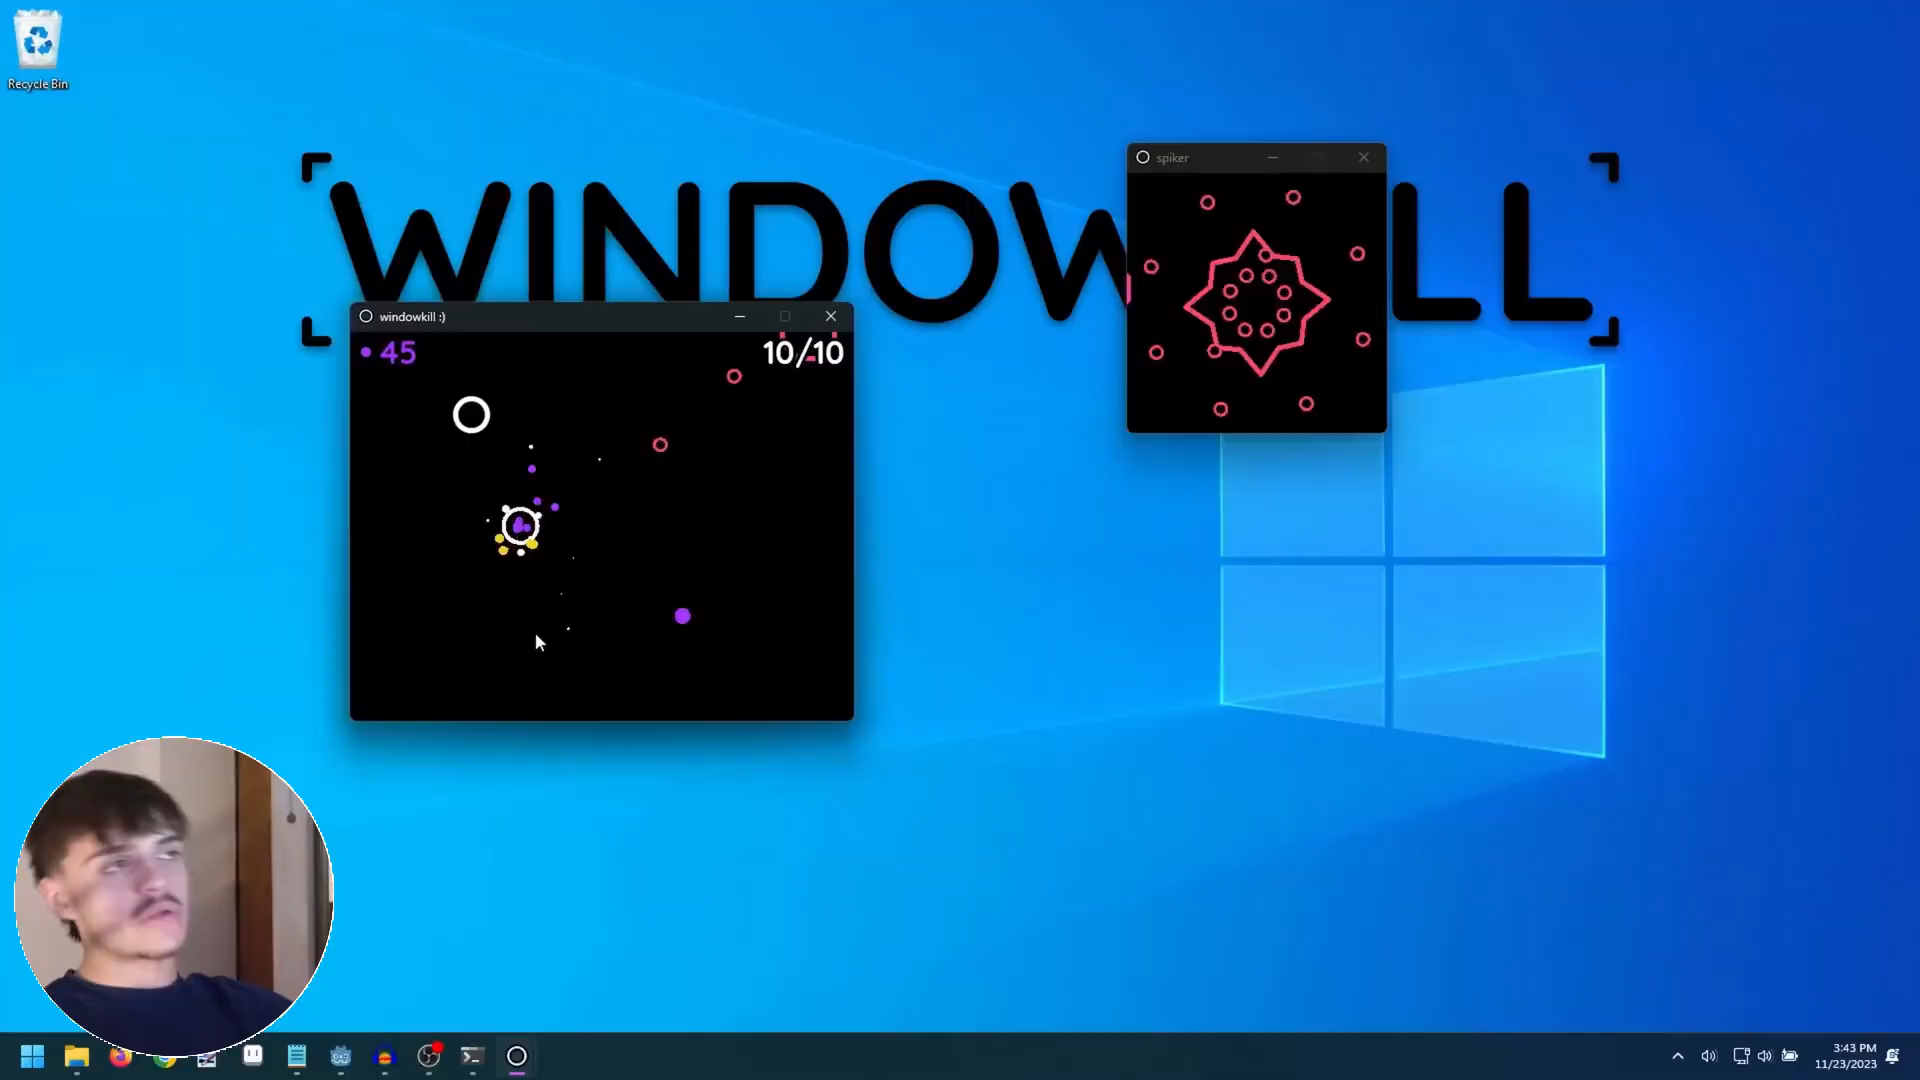 Recycle Bin
WINDOW LL
spiker
windowkill :)
45
10/10
3:43 PM
11/23/2023